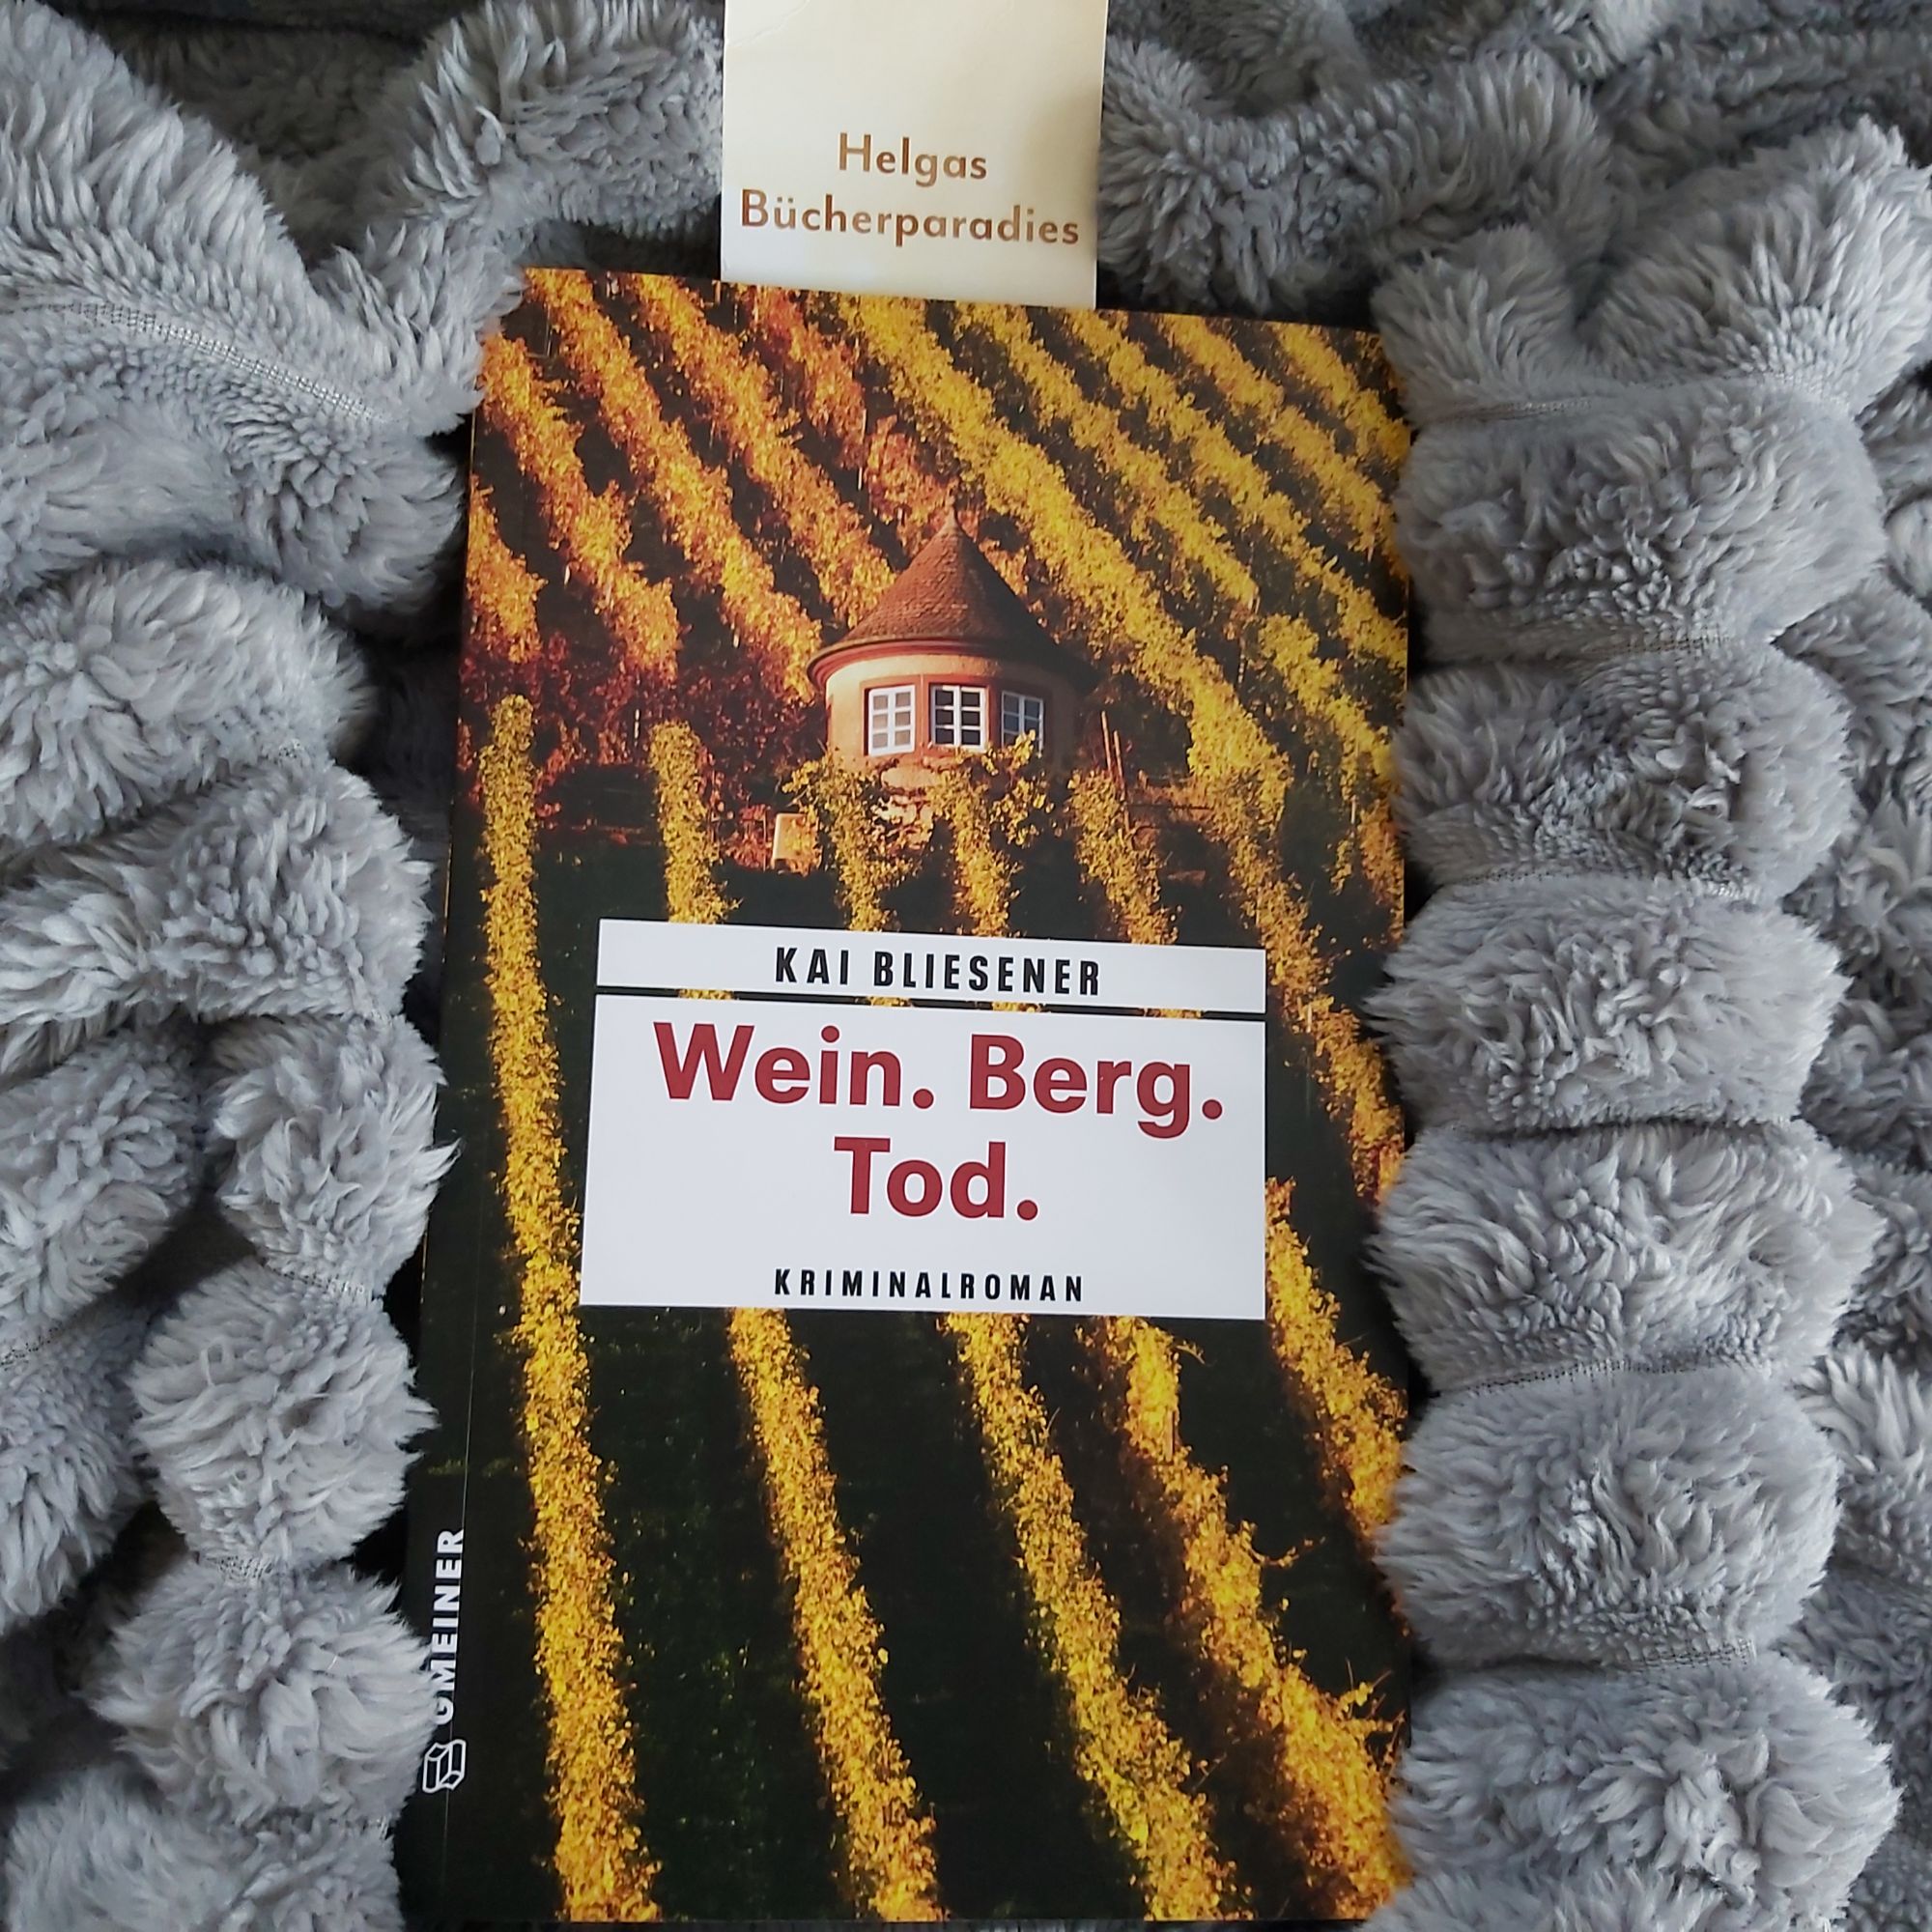 Helgas
Bücherparadies
KAI BLIESENER
Wein. Berg.
Tod.
KRIMINALROMAN
GMEINER